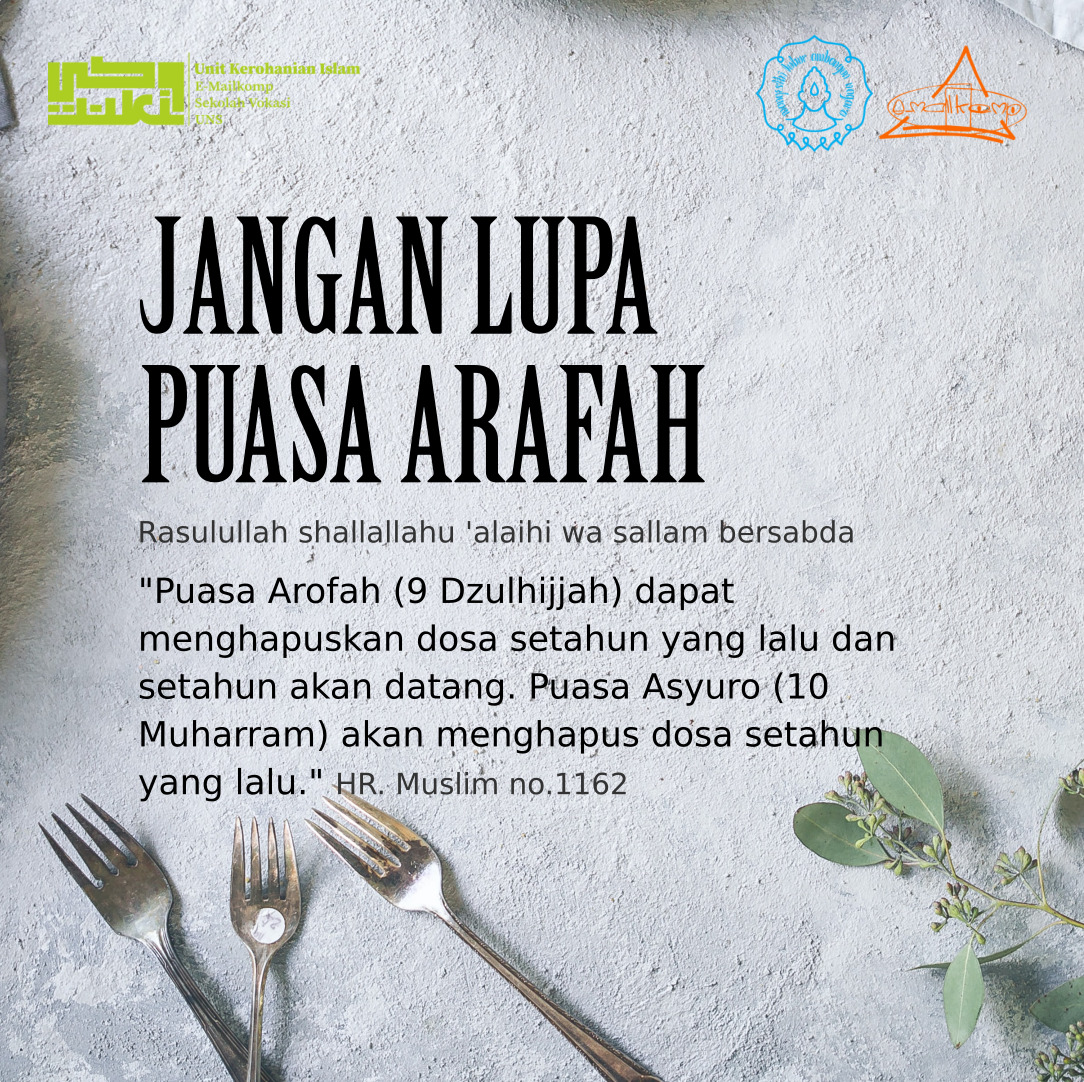 Unit Kerohanian Islam
E-Mailkomp
Sekolah Vokasi
UNS
JANGAN LUPA
PUASA ARAFAH
Rasulullah shallallahu 'alaihi wa sallam bersabda
"Puasa Arofah (9 Dzulhijjah) dapat
menghapuskan dosa setahun yang lalu dan
setahun akan datang. Puasa Asyuro (10
Muharram) akan menghapus dosa setahun
yang lalu." HR. Muslim no.1162